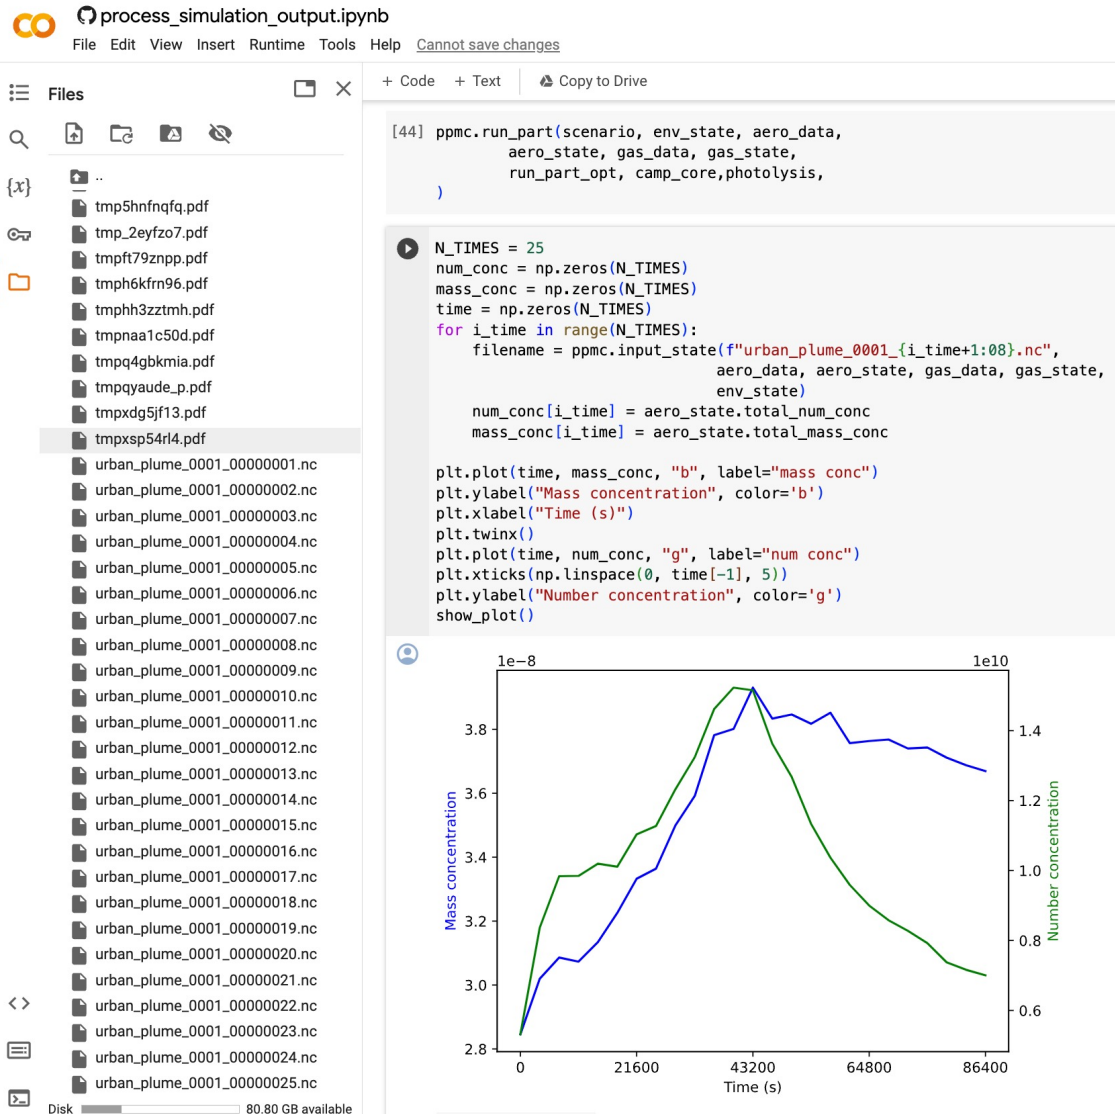 CO process_simulation_output.ipynb
File Edit View Insert Runtime Tools Help Cannot save changes
Files
+ Code + Text Copy to Drive
{x}
..
tmp5hnfnqfq.pdf
tmp_2eyfzo7.pdf
tmpft79znpp.pdf
tmph6kfrn96.pdf
tmphh3zztmh.pdf
tmpnaa1c50d.pdf
tmpq4gbkmia.pdf
tmpqyaude_p.pdf
tmpxdg5jf13.pdf
tmpxsp54rl4.pdf
urban_plume_0001_00000001.nc
urban_plume_0001_00000002.nc
urban_plume_0001_00000003.nc
urban_plume_0001_00000004.nc
urban_plume_0001_00000005.nc
urban_plume_0001_00000006.nc
urban_plume_0001_00000007.nc
urban_plume_0001_00000008.nc
urban_plume_0001_00000009.nc
urban_plume_0001_00000010.nc
urban_plume_0001_00000011.nc
urban_plume_0001_00000012.nc
urban_plume_0001_00000013.nc
urban_plume_0001_00000014.nc
urban_plume_0001_00000015.nc
urban_plume_0001_00000016.nc
urban_plume_0001_00000017.nc
urban_plume_0001_00000018.nc
urban_plume_0001_00000019.nc
urban_plume_0001_00000020.nc
urban_plume_0001_00000021.nc
urban_plume_0001_00000022.nc
urban_plume_0001_00000023.nc
urban_plume_0001_00000024.nc
urban_plume_0001_00000025.nc
Disk 80.80 GB available
[44] ppmc.run_part(scenario, env_state, aero_data,
aero_state, gas_data, gas_state,
run_part_opt, camp_core,photolysis,
)
N_TIMES = 25
num_conc = np.zeros(N_TIMES)
mass_conc = np.zeros(N_TIMES)
time = np.zeros(N_TIMES)
for i_time in range(N_TIMES):
filename = ppmc.input_state(f"urban_plume_0001_{i_time+1:08}.nc",
aero_data, aero_state, gas_data, gas_state,
env_state)
num_conc[i_time] = aero_state.total_num_conc
mass_conc[i_time] = aero_state.total_mass_conc
plt.plot(time, mass_conc, "b", label="mass conc")
plt.ylabel("Mass concentration", color='b')
plt.xlabel("Time (s)")
plt.twinx()
plt.plot(time, num_conc, "g", label="num conc")
plt.xticks(np.linspace(0, time[-1], 5))
plt.ylabel("Number concentration", color='g')
show_plot()
1e−8 1e10
3.8
3.6
3.4
3.2
3.0
2.8
Mass concentration
1.4
1.2
1.0
0.8
0.6
Number concentration
0 21600 43200 64800 86400
Time (s)